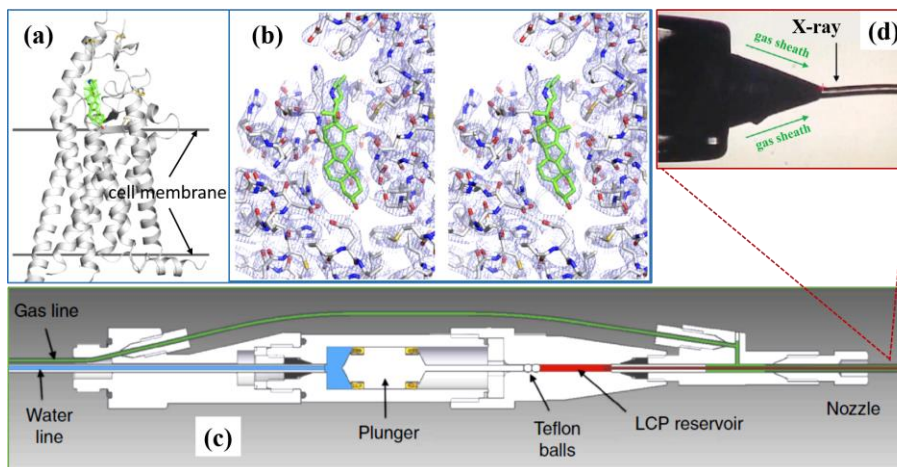 (a)
cell membrane
(b)
(d)
X-ray
gas sheath
gas sheath
Gas line
Water
line
(c)
Plunger
Teflon
balls
LCP reservoir
Nozzle